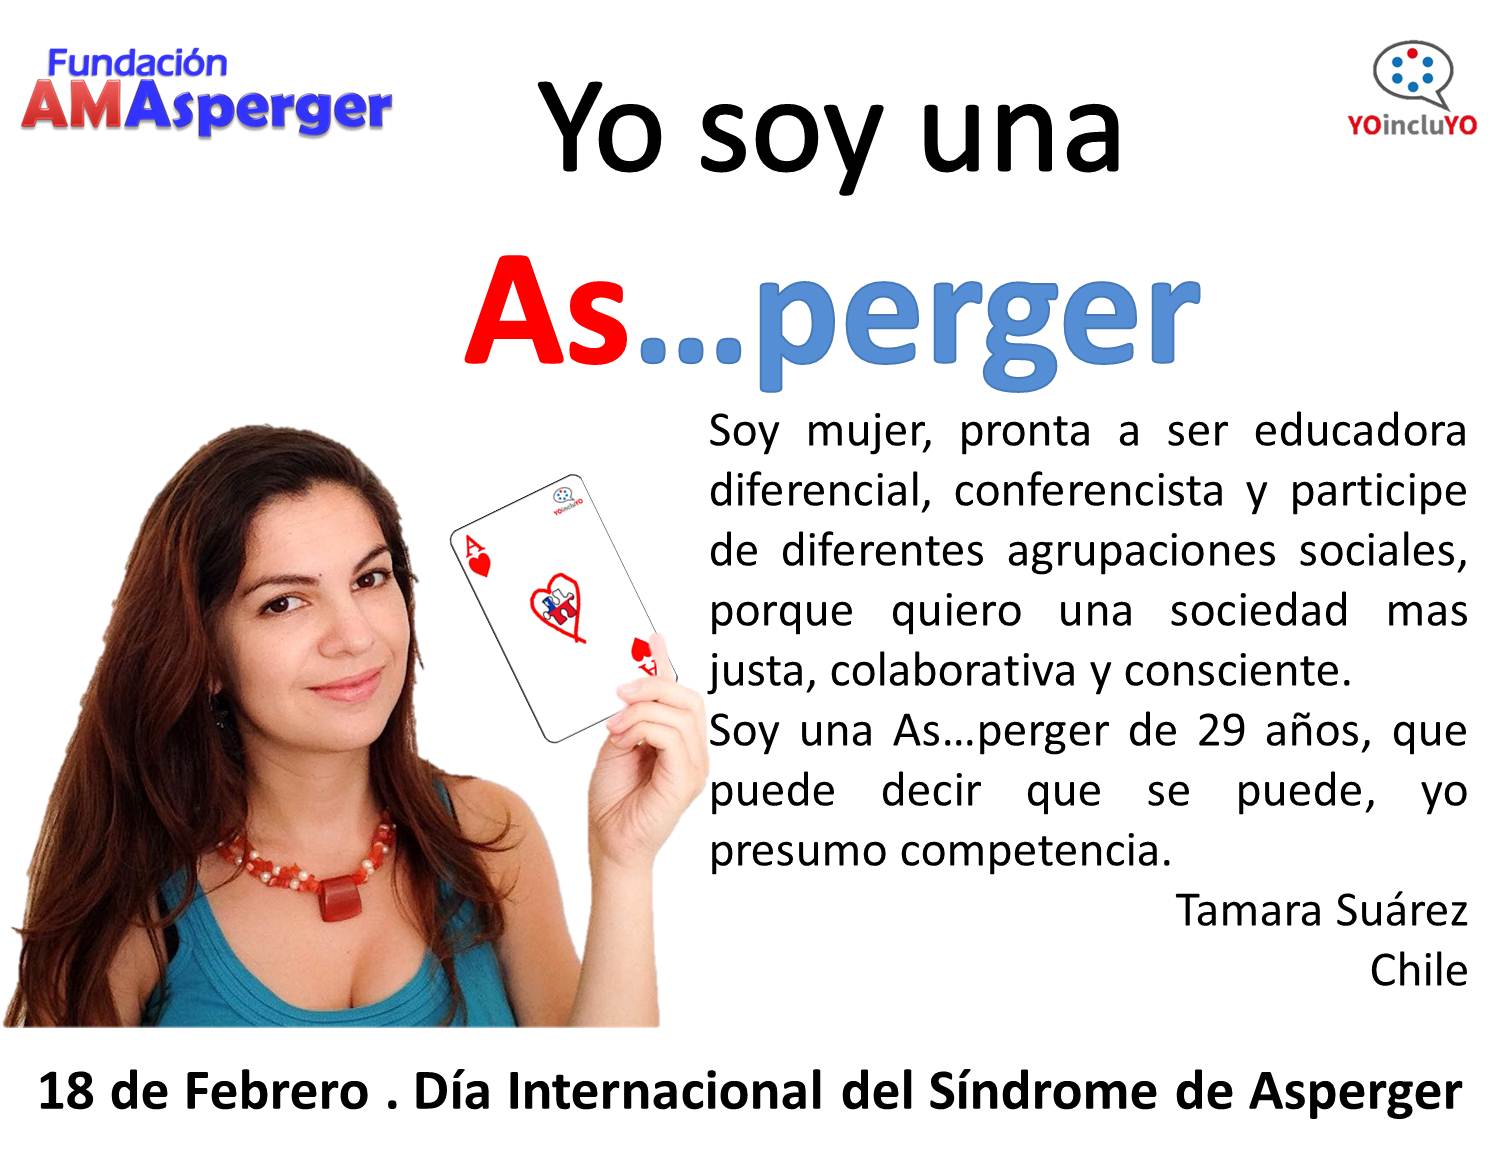 Fundación
AMAsperger
Yo soy una
YOincluYO
As...perger
Soy mujer, pronta a ser educadora
diferencial, conferencista y participe
de diferentes agrupaciones sociales,
porque quiero una sociedad mas
justa, colaborativa y consciente.
Soy una As...perger de 29 años, que
puede decir que se puede, yo
presumo competencia.
Tamara Suárez
Chile
YOincluYO
A
A
18 de Febrero . Día Internacional del Síndrome de Asperger